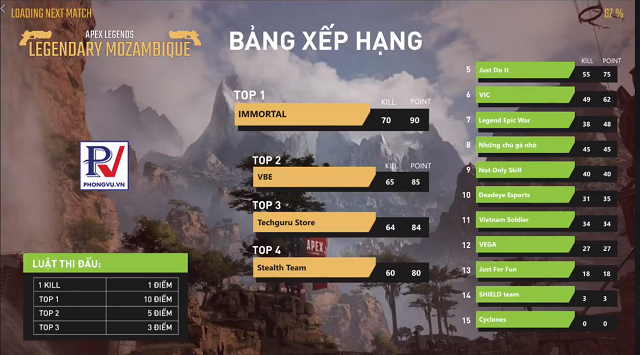 LOADING NEXT MATCH
87 %
APEX LEGENDS
LEGENDARY MOZAMBIQUE
BẢNG XẾP HẠNG
PV
PHONGVU.VN
TOP 1
KILL POINT
IMMORTAL 70 90
TOP 2
KILL POINT
VBE 65 85
TOP 3
Techguru Store 64 84
TOP 4
Stealth Team 60 80
APEX
KILL POINT
5 Just Do It 55 75
6 VIC 49 62
7 Legend Epic War 38 48
8 Những chú gà nhỏ 45 45
9 Not Only Skill 40 40
10 Deadeye Esports 31 35
11 Vietnam Soldier 34 34
12 VEGA 27 27
13 Just For Fun 18 18
14 SHIELD team 3 3
15 Cyclones 0 0
LUẬT THI ĐẤU:
1 KILL 1 ĐIỂM
TOP 1 10 ĐIỂM
TOP 2 5 ĐIỂM
TOP 3 3 ĐIỂM